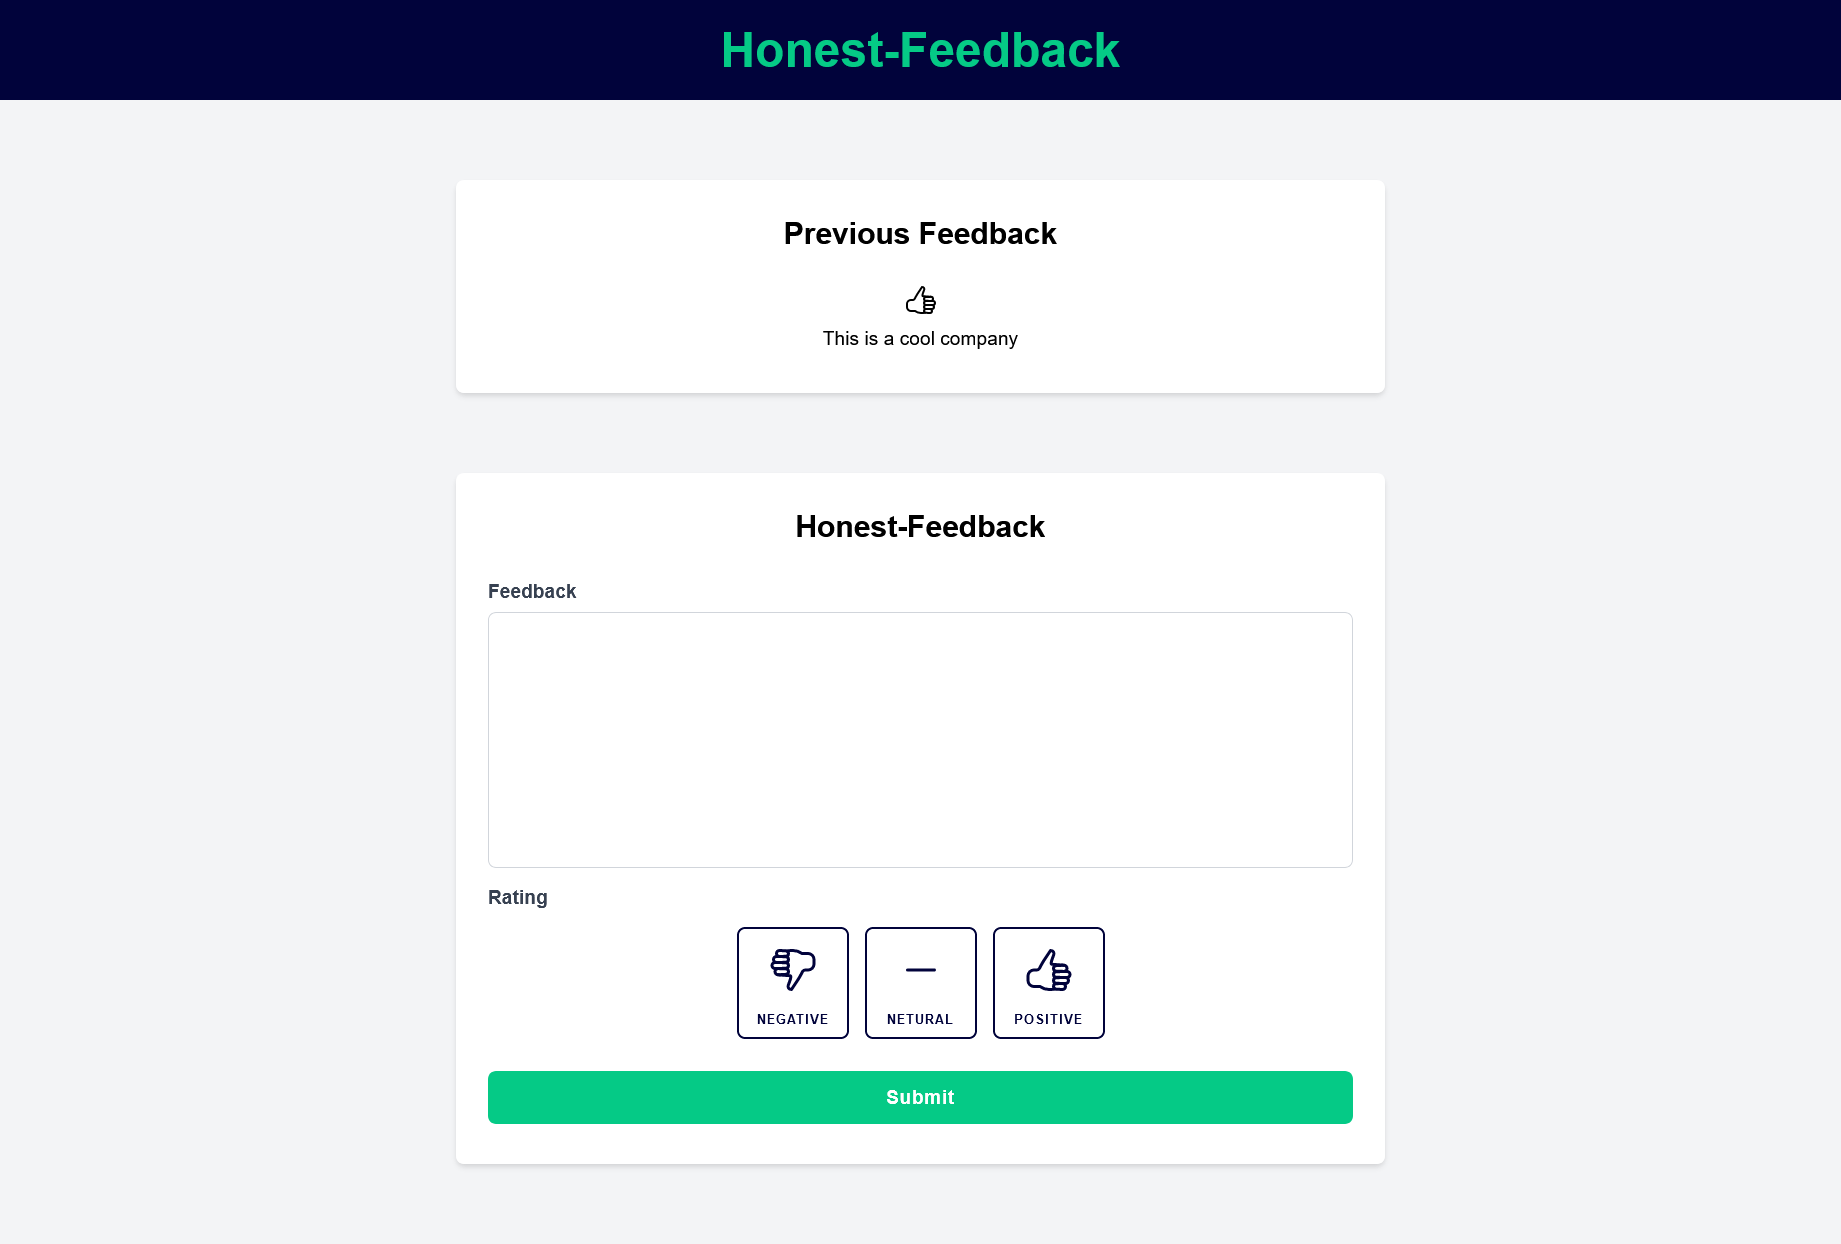 Honest-Feedback
Previous Feedback
This is a cool company
Honest-Feedback
Feedback
Rating
NEGATIVE
NETURAL
POSITIVE
Submit